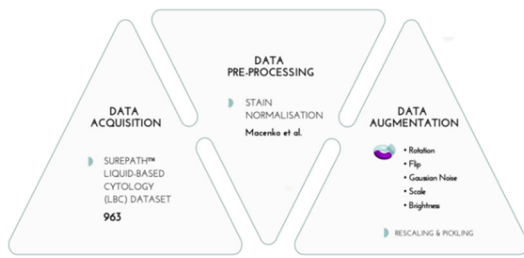 DATA
ACQUISITION
SUREPATH™
LIQUID-BASED
CYTOLOGY
(LBC) DATASET
963
DATA
PRE-PROCESSING
STAIN
NORMALISATION
Macenko et al.
DATA
AUGMENTATION
• Rotation
• Flip
• Gaussian Noise
• Scale
• Brightness
RESCALING & PICKLING